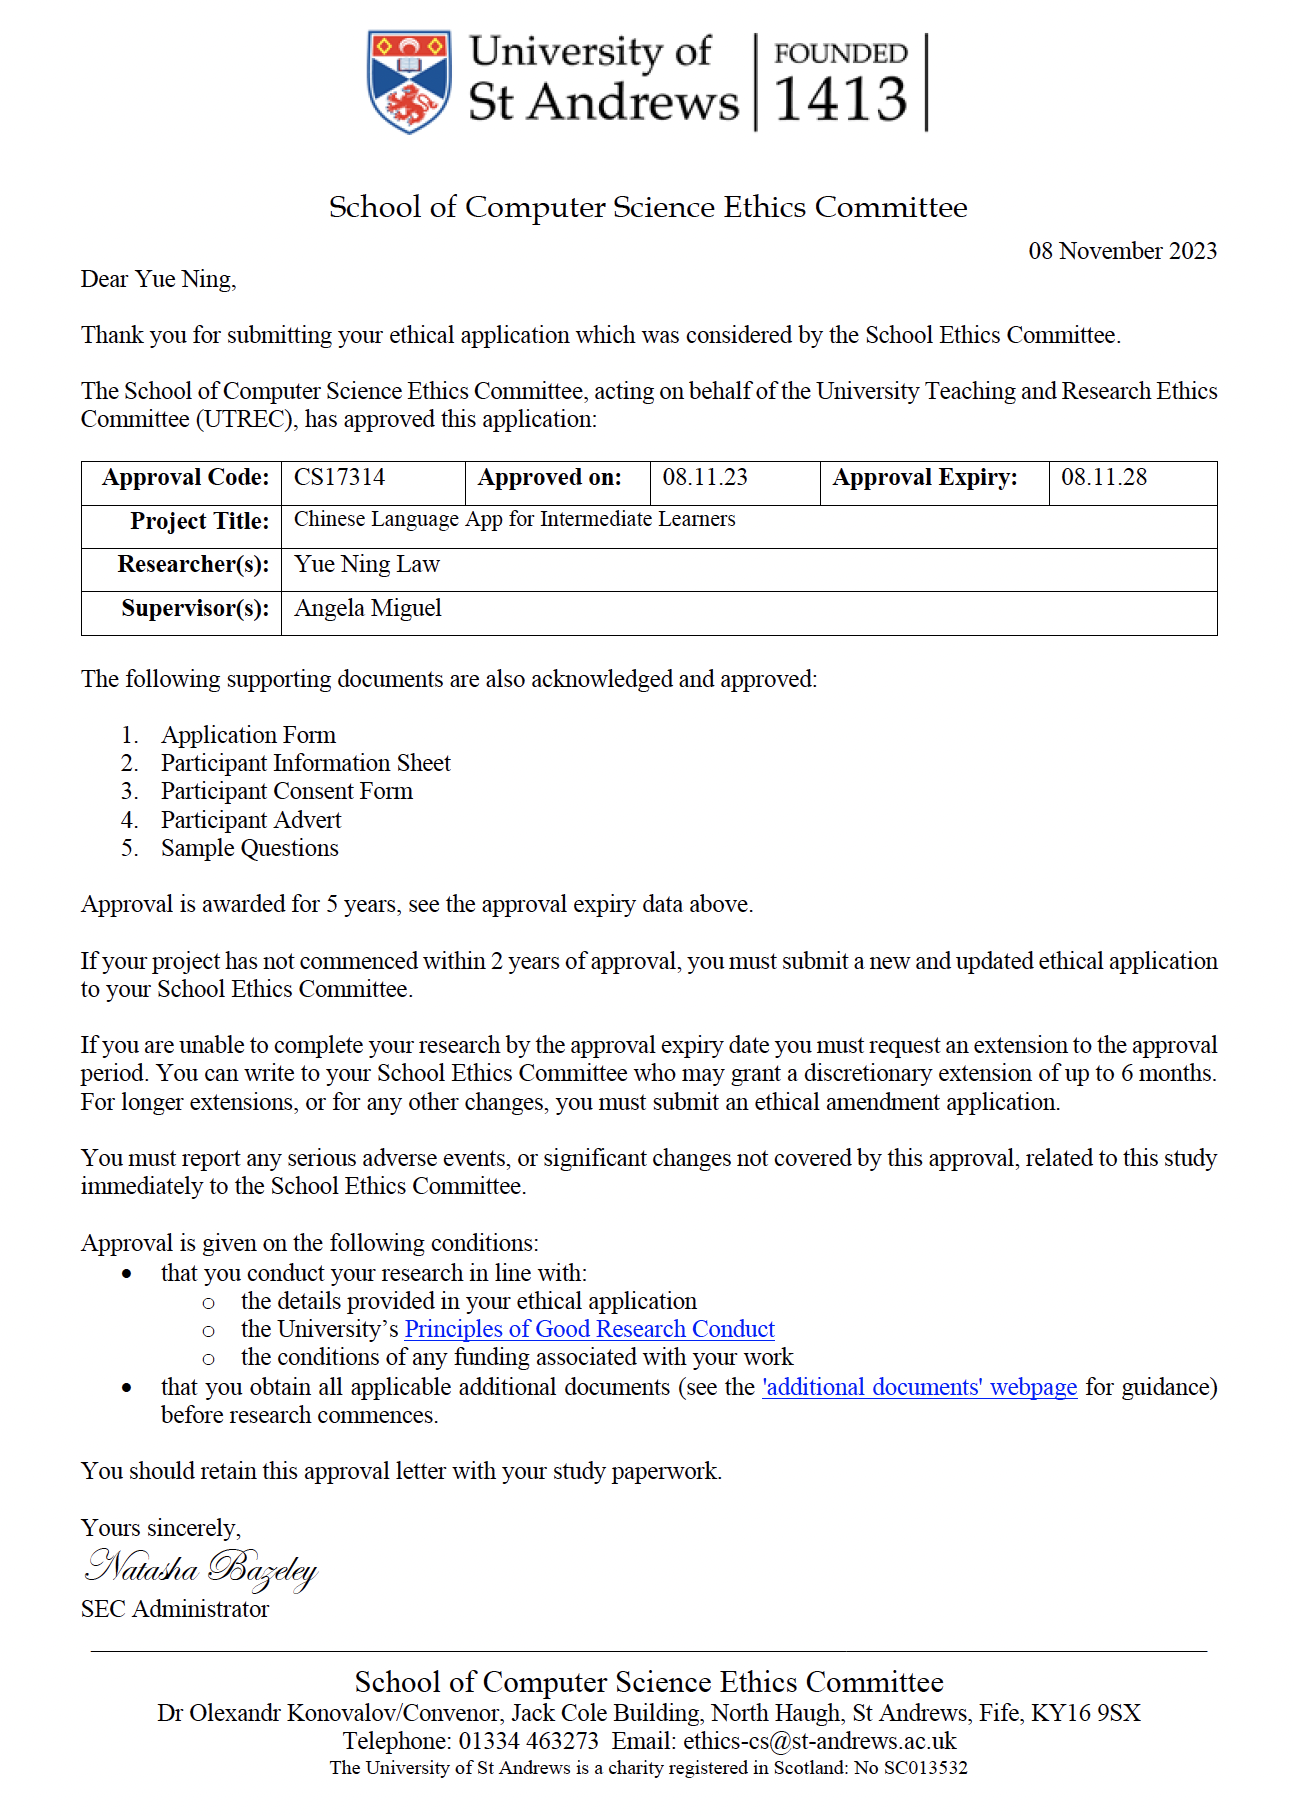 University of
St Andrews
FOUNDED
1413
School of Computer Science Ethics Committee
08 November 2023
Dear Yue Ning,
Thank you for submitting your ethical application which was considered by the School Ethics Committee.
The School of Computer Science Ethics Committee, acting on behalf of the University Teaching and Research Ethics
Committee (UTREC), has approved this application:
Approval Code: CS17314 Approved on: 08.11.23 Approval Expiry: 08.11.28
Project Title: Chinese Language App for Intermediate Learners
Researcher(s): Yue Ning Law
Supervisor(s): Angela Miguel
The following supporting documents are also acknowledged and approved:
1. Application Form
2. Participant Information Sheet
3. Participant Consent Form
4. Participant Advert
5. Sample Questions
Approval is awarded for 5 years, see the approval expiry data above.
If your project has not commenced within 2 years of approval, you must submit a new and updated ethical application
to your School Ethics Committee.
If you are unable to complete your research by the approval expiry date you must request an extension to the approval
period. You can write to your School Ethics Committee who may grant a discretionary extension of up to 6 months.
For longer extensions, or for any other changes, you must submit an ethical amendment application.
You must report any serious adverse events, or significant changes not covered by this approval, related to this study
immediately to the School Ethics Committee.
Approval is given on the following conditions:
• that you conduct your research in line with:
o the details provided in your ethical application
o the University’s Principles of Good Research Conduct
o the conditions of any funding associated with your work
• that you obtain all applicable additional documents (see the 'additional documents' webpage for guidance)
before research commences.
You should retain this approval letter with your study paperwork.
Yours sincerely,
Natasha Bazeley
SEC Administrator
School of Computer Science Ethics Committee
Dr Olexandr Konovalov/Convenor, Jack Cole Building, North Haugh, St Andrews, Fife, KY16 9SX
Telephone: 01334 463273 Email: ethics-cs@st-andrews.ac.uk
The University of St Andrews is a charity registered in Scotland: No SC013532